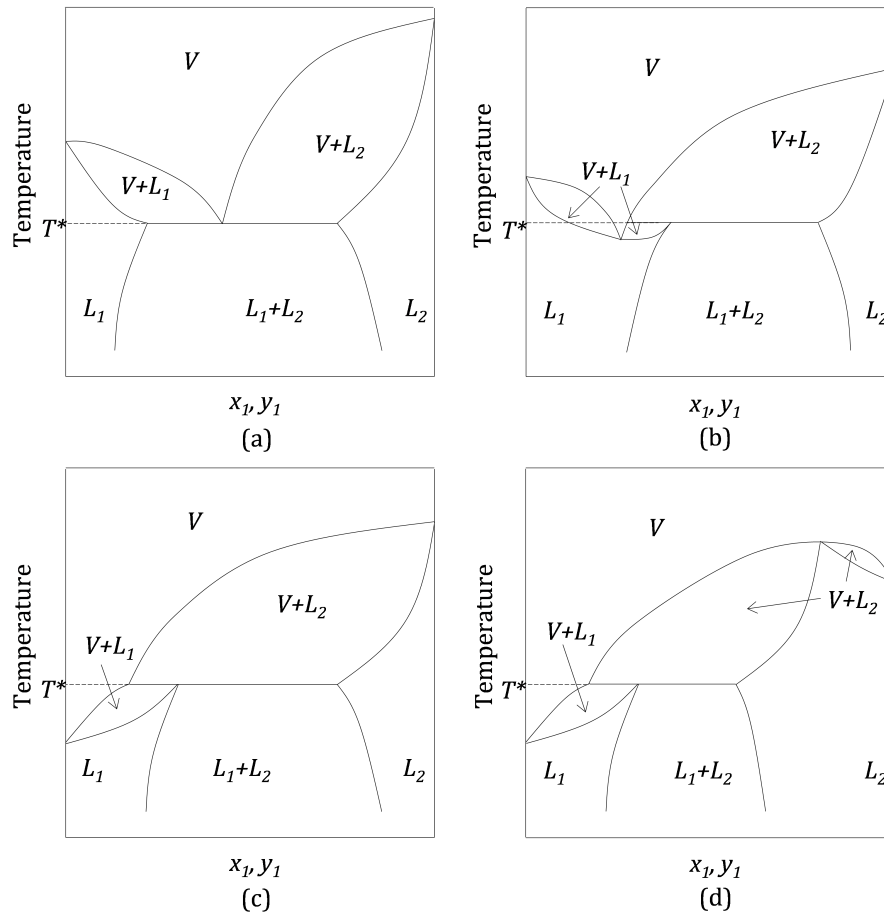 V
V+L2
V+L1
Temperature
T*
L1
L1+L2
L2
x1, y1
(a)
V
V+L2
V+L1
Temperature
T*
L1
L1+L2
L2
x1, y1
(b)
V
V+L2
V+L1
Temperature
T*
L1
L1+L2
L2
x1, y1
(c)
V
V+L2
V+L1
Temperature
T*
L1
L1+L2
L2
x1, y1
(d)